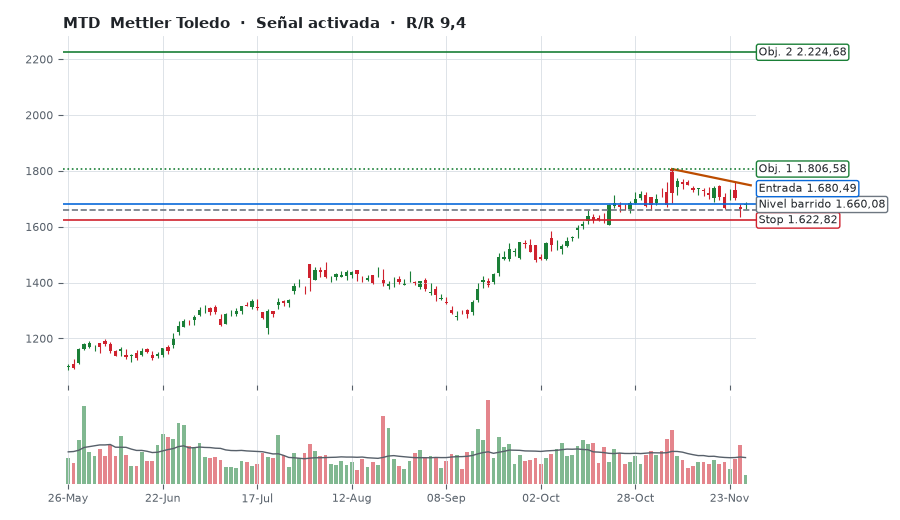 MTD Mettler Toledo · Señal activada · R/R 9,4
Obj. 2 2.224,68
Obj. 1 1.806,58
Entrada 1.680,49
Nivel barrido 1.660,08
Stop 1.622,82
2200
2000
1800
1600
1400
1200
26-May
22-Jun
17-Jul
12-Aug
08-Sep
02-Oct
28-Oct
23-Nov